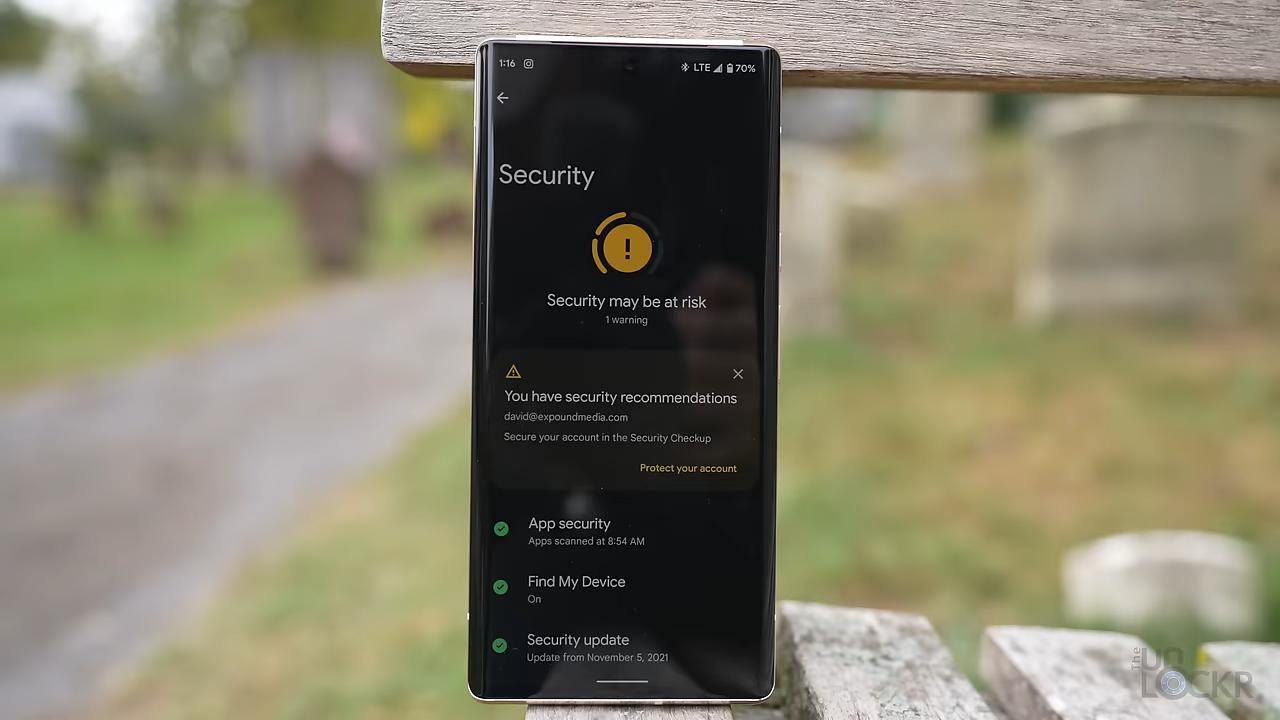 1:16
LTE 70%
Security
!
Security may be at risk
1 warning
You have security recommendations
david@expoundmedia.com
Secure your account in the Security Checkup
Protect your account
App security
Apps scanned at 8:54 AM
Find My Device
On
Security update
Update from November 5, 2021
the
UN
LOCKR